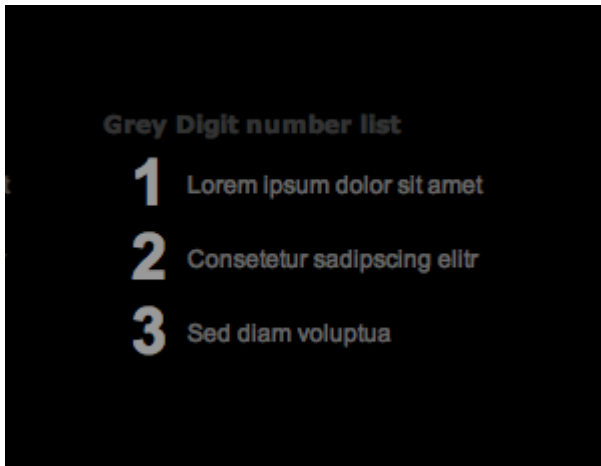 Grey Digit number list
1 Lorem ipsum dolor sit amet
2 Consetetur sadipscing elitr
3 Sed diam voluptua